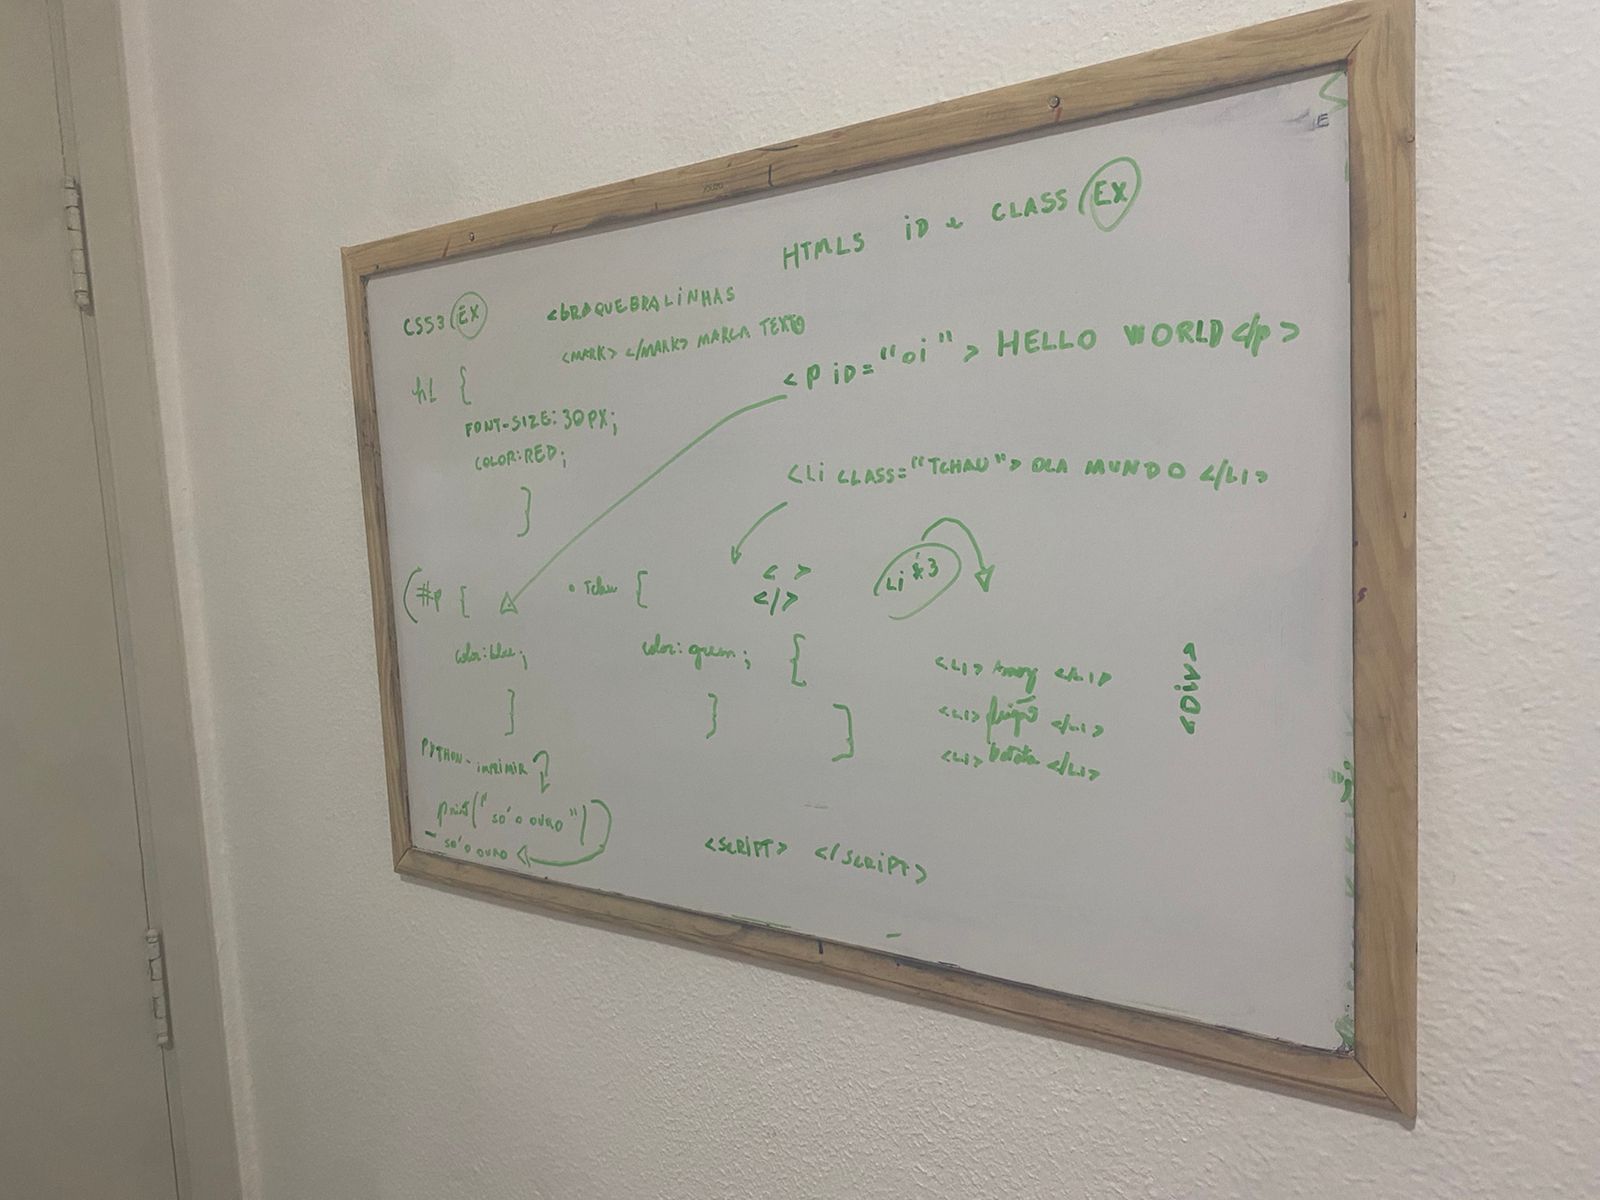 HTML5 ID e CLASS EX
CSS3 EX
<BR> QUEBRA LINHAS
<MARK> </MARK> MARCA TEXTO
<P ID="oi"> HELLO WORLD </p>
h1 {
FONT-SIZE: 30PX;
COLOR:RED;
}
<Li CLASS="TCHAU"> OLA MUNDO </LI>
#p {
color:blue;
}
. Tchau {
color: green;
}
< >
</>
{
}
Li*3
<LI> Arroz </LI>
<LI> feijão </LI>
<LI> batata </LI>
<Div>
PYTHON - IMPRIMIR
print("SÓ O OURO")
- SÓ O OURO
<SCRIPT> </SCRIPT>
E